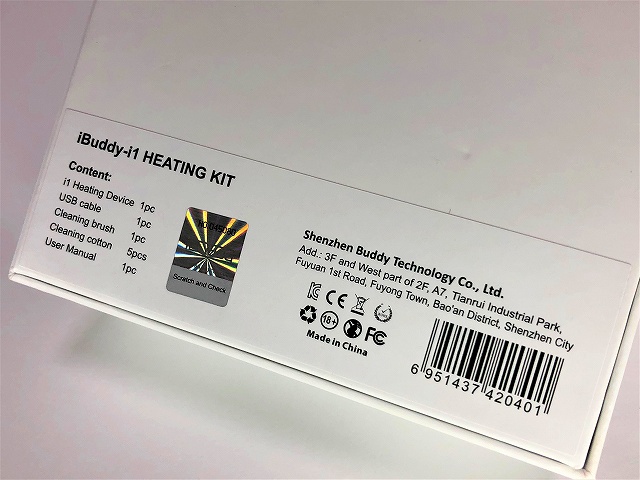 iBuddy-i1 HEATING KIT
Content:
i1 Heating Device 1pc
USB cable 1pc
Cleaning brush 1pc
Cleaning cotton 5pcs
User Manual 1pc
Scratch and Check
Shenzhen Buddy Technology Co., Ltd.
Add.: 3F and West part of 2F, A7, Tianrui Industrial Park,
Fuyuan 1st Road, Fuyong Town, Bao'an District, Shenzhen City
CE
18+ FC
Made in China
6 951437 420401